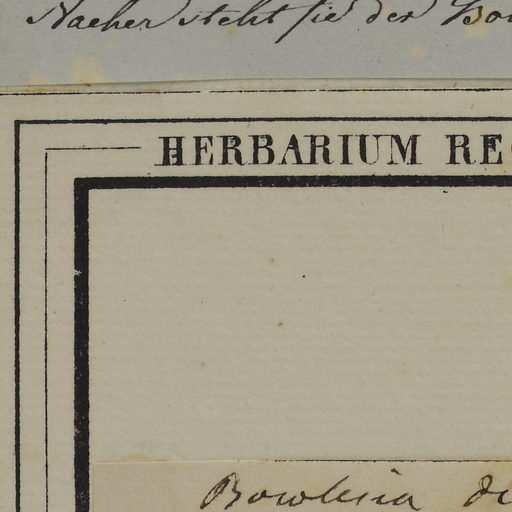 Naeher steht sie der Bow
HERBARIUM RE
Bowlesia